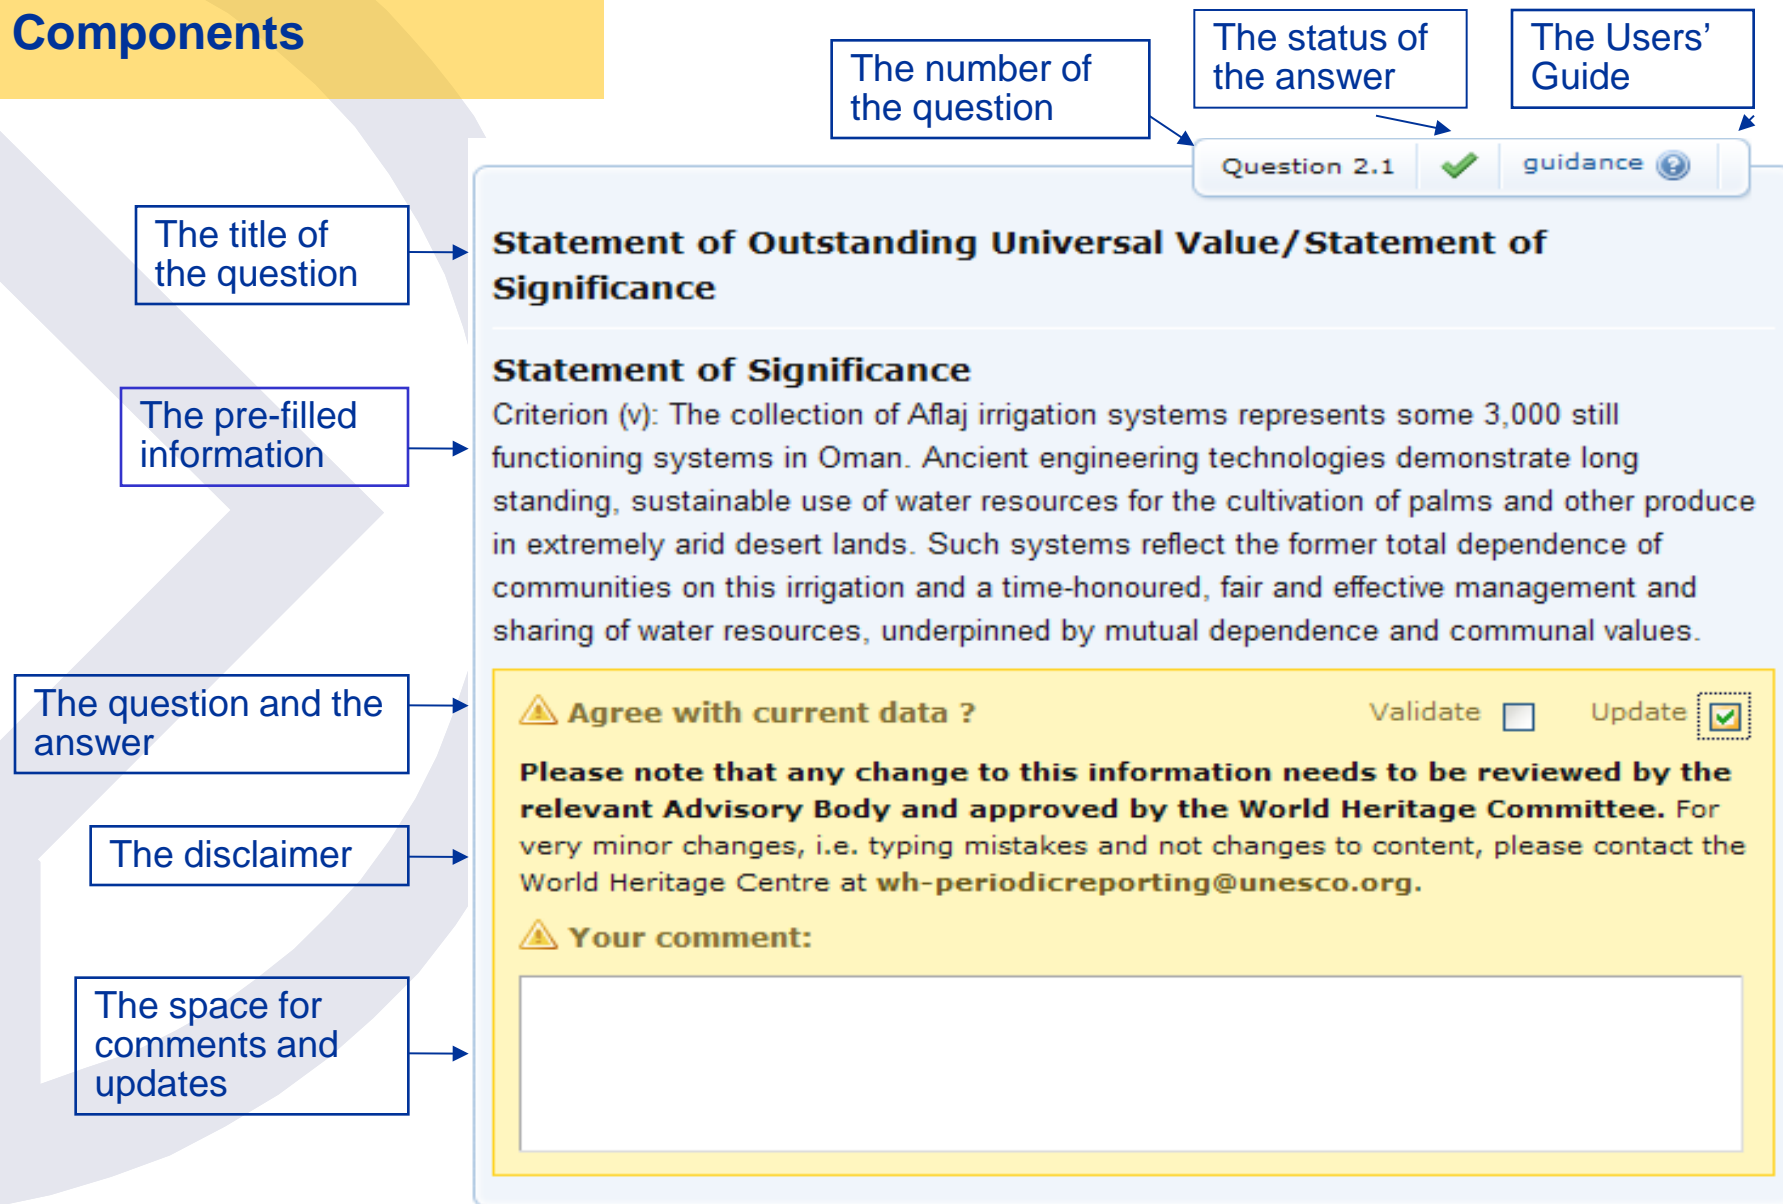 Components
The number of
the question
The status of
the answer
The Users’
Guide
Question 2.1
guidance ?
The title of
the question
Statement of Outstanding Universal Value/Statement of
Significance
The pre-filled
information
Statement of Significance
Criterion (v): The collection of Aflaj irrigation systems represents some 3,000 still
functioning systems in Oman. Ancient engineering technologies demonstrate long
standing, sustainable use of water resources for the cultivation of palms and other produce
in extremely arid desert lands. Such systems reflect the former total dependence of
communities on this irrigation and a time-honoured, fair and effective management and
sharing of water resources, underpinned by mutual dependence and communal values.
The question and the
answer
Agree with current data ?
Validate
Update
Please note that any change to this information needs to be reviewed by the
relevant Advisory Body and approved by the World Heritage Committee. For
very minor changes, i.e. typing mistakes and not changes to content, please contact the
World Heritage Centre at wh-periodicreporting@unesco.org.
The disclaimer
Your comment:
The space for
comments and
updates